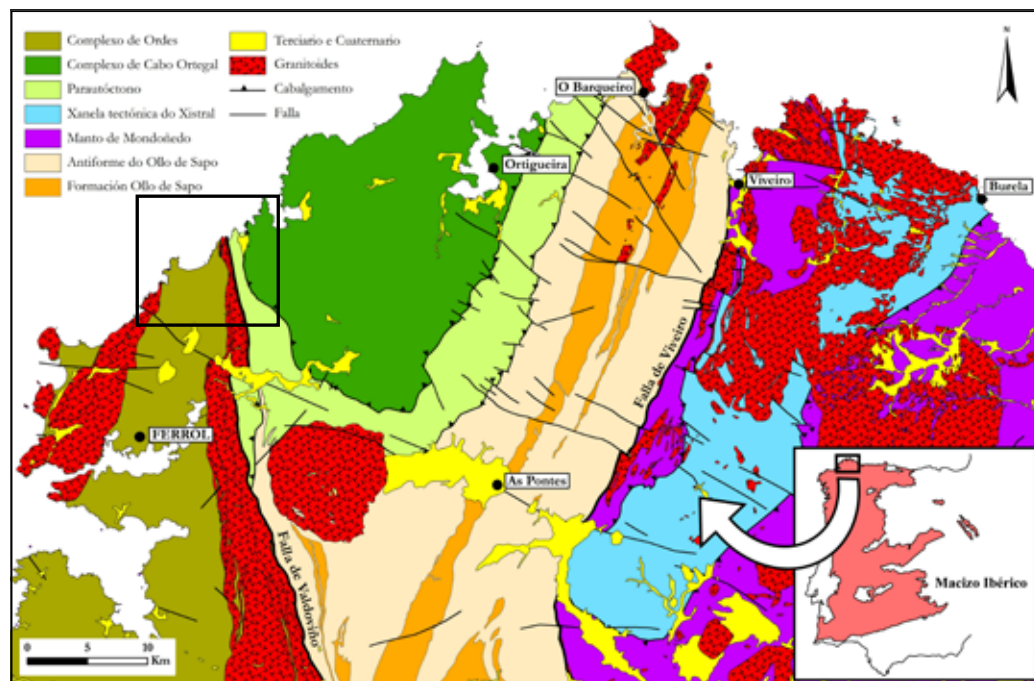 Complexo de Ordes
Complexo de Cabo Ortegal
Parautóctono
Xanela tectónica do Xistral
Manto de Mondoñedo
Antiforme do Ollo de Sapo
Formación Ollo de Sapo
Terciario e Cuaternario
Granitoides
Cabalgamento
Falla
N
O Barqueiro
Ortigueira
Viveiro
Burela
Falla de Viveiro
FERROL
As Pontes
Falla de Valdoviño
Macizo Ibérico
0 5 10
Km